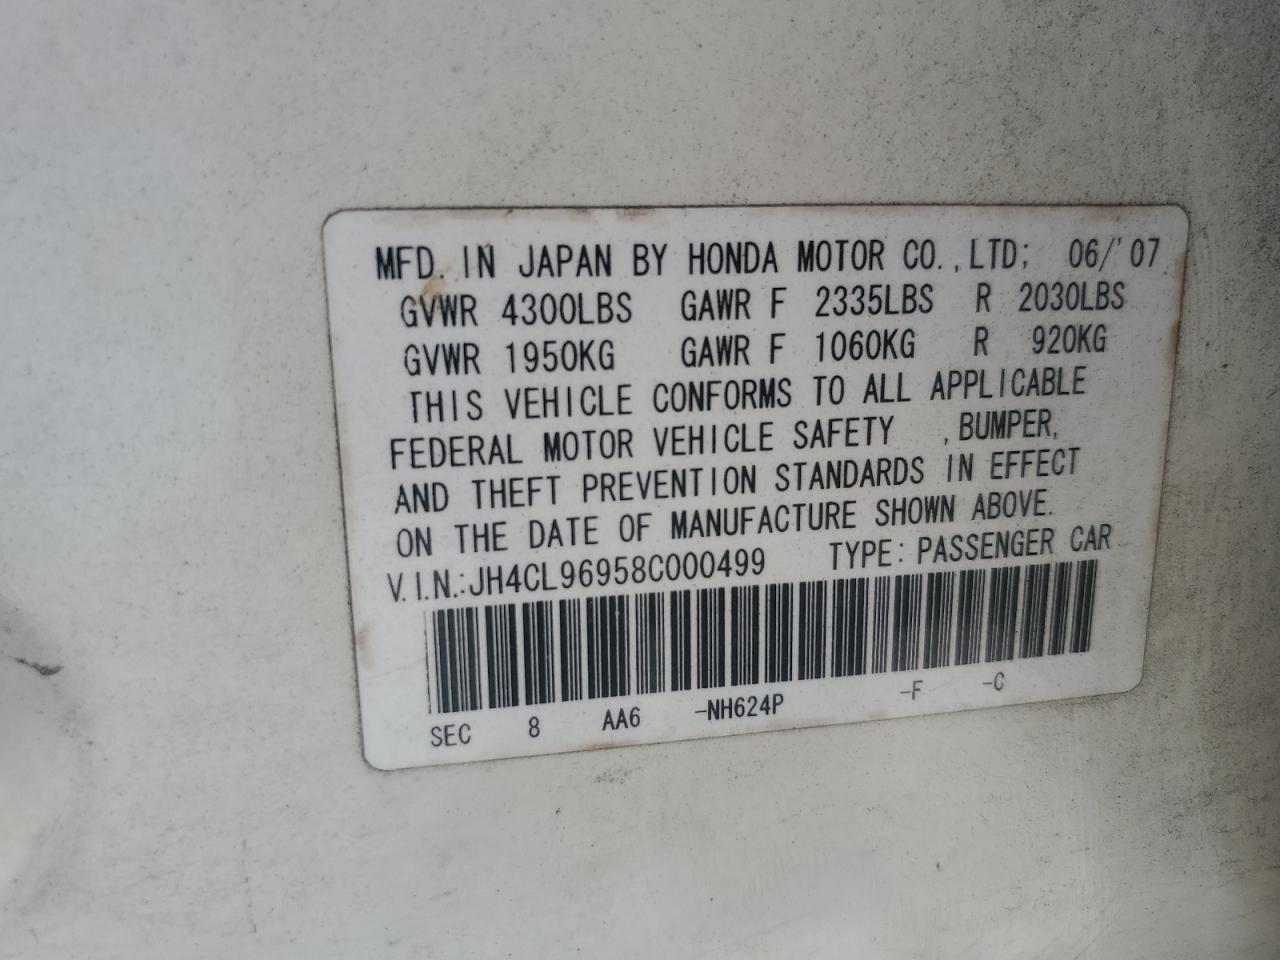 MFD. IN JAPAN BY HONDA MOTOR CO.,LTD; 06/'07
GVWR 4300LBS GAWR F 2335LBS R 2030LBS
GVWR 1950KG GAWR F 1060KG R 920KG
THIS VEHICLE CONFORMS TO ALL APPLICABLE
FEDERAL MOTOR VEHICLE SAFETY ,BUMPER,
AND THEFT PREVENTION STANDARDS IN EFFECT
ON THE DATE OF MANUFACTURE SHOWN ABOVE.
V.I.N.:JH4CL96958C000499 TYPE: PASSENGER CAR
SEC 8 AA6 -NH624P -F -C